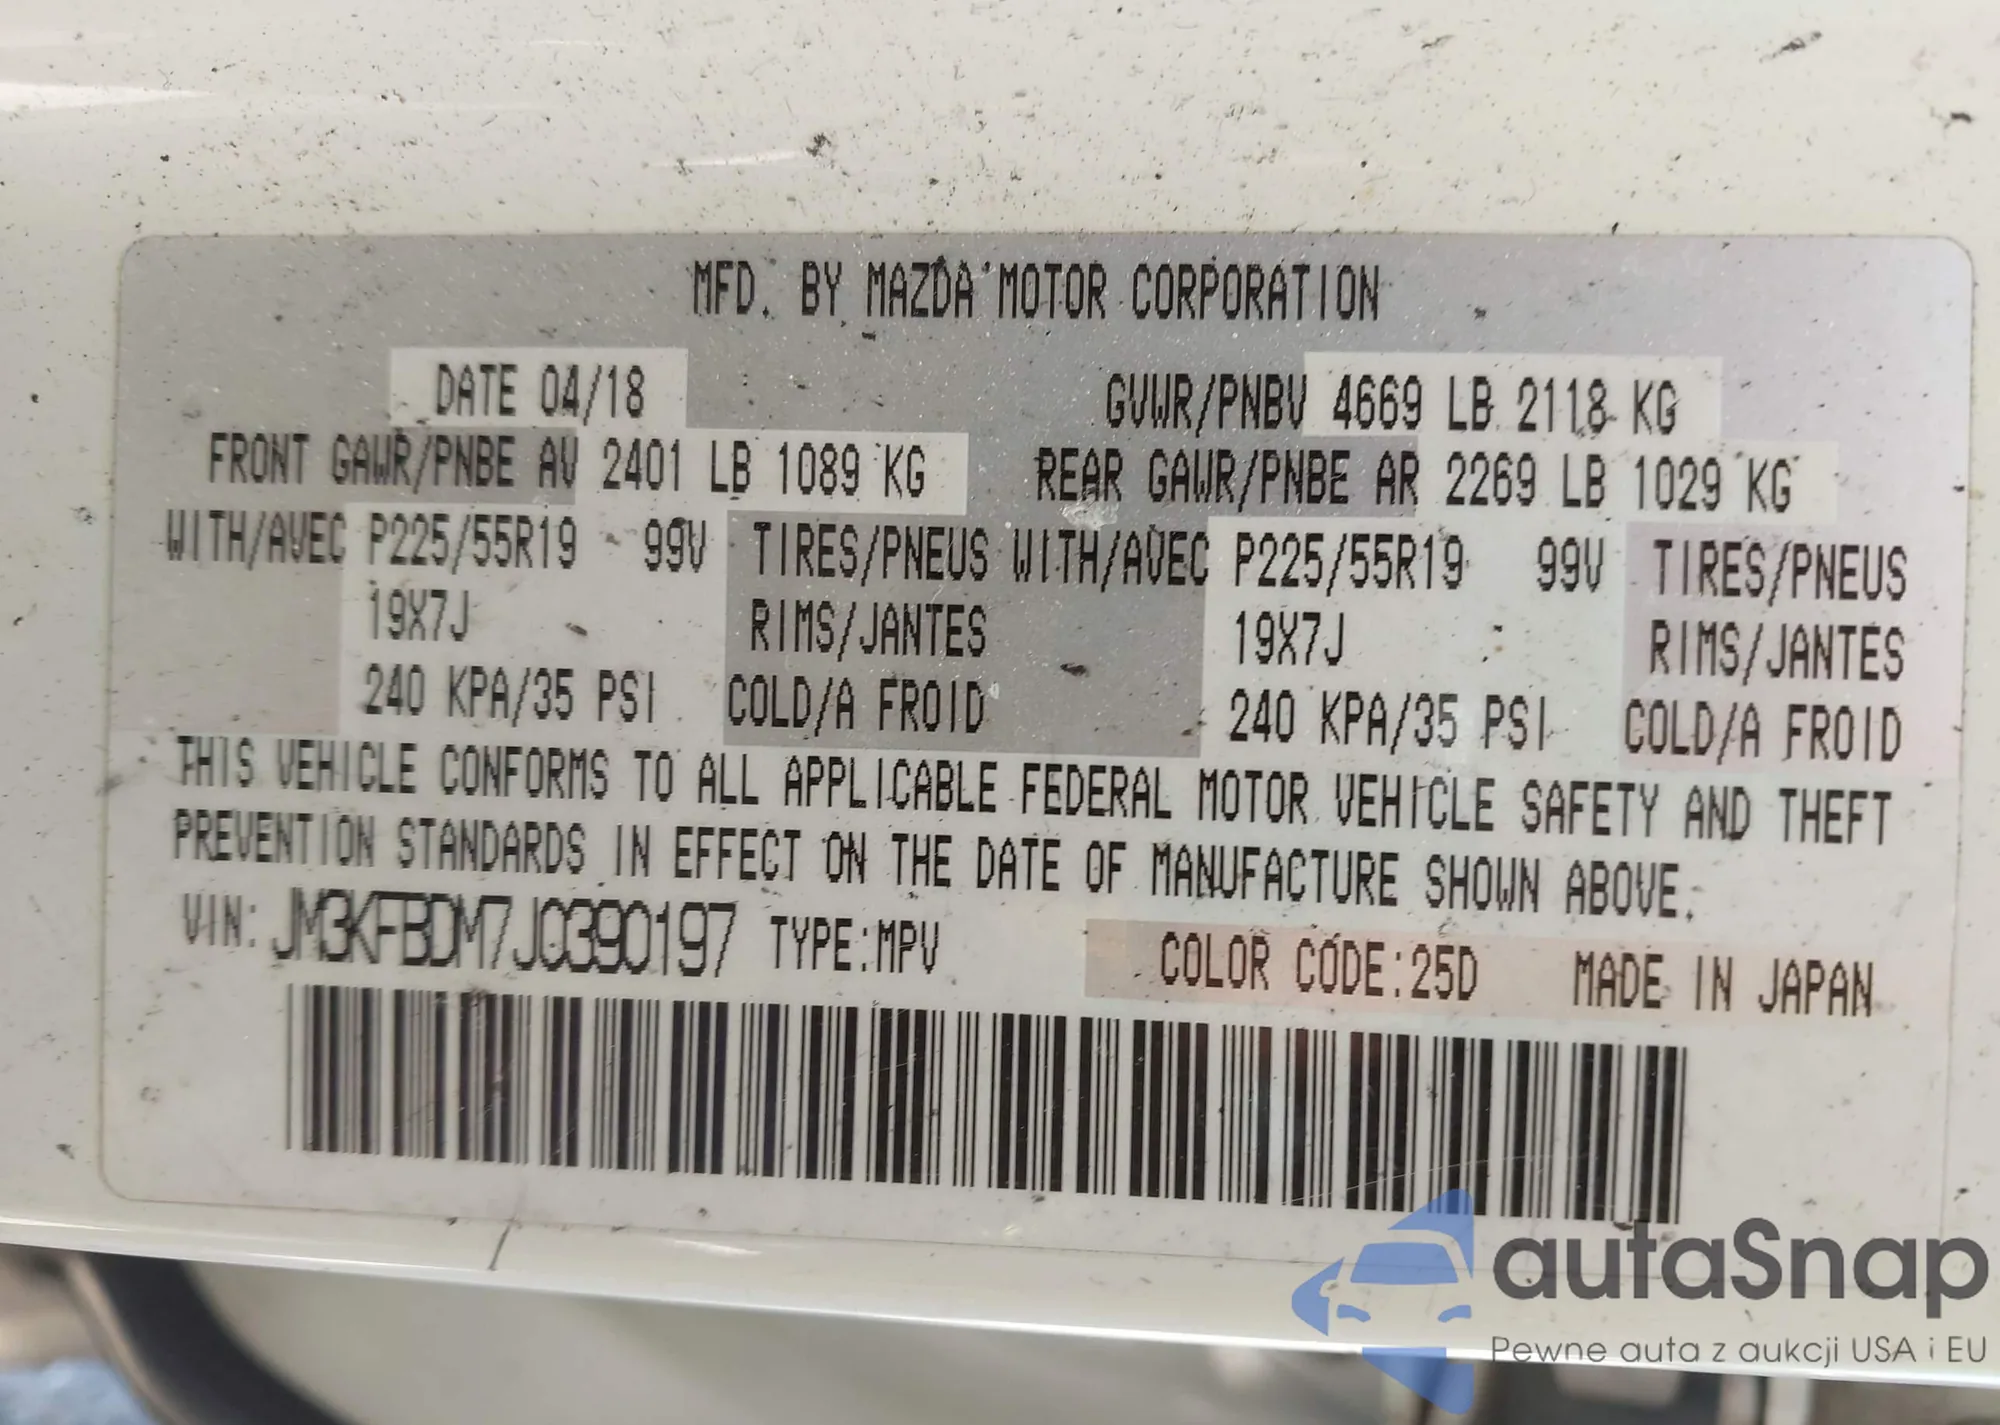 MFD. BY MAZDA MOTOR CORPORATION
DATE 04/18 GVWR/PNBV 4669 LB 2118 KG
FRONT GAWR/PNBE AV 2401 LB 1089 KG REAR GAWR/PNBE AR 2269 LB 1029 KG
WITH/AVEC P225/55R19 99V TIRES/PNEUS WITH/AVEC P225/55R19 99V TIRES/PNEUS
19X7J RIMS/JANTES 19X7J RIMS/JANTES
240 KPA/35 PSI COLD/A FROID 240 KPA/35 PSI COLD/A FROID
THIS VEHICLE CONFORMS TO ALL APPLICABLE FEDERAL MOTOR VEHICLE SAFETY AND THEFT
PREVENTION STANDARDS IN EFFECT ON THE DATE OF MANUFACTURE SHOWN ABOVE.
VIN: JM3KFBDM7J0390197 TYPE:MPV COLOR CODE:25D MADE IN JAPAN
autaSnap
Pewne auta z aukcji USA i EU